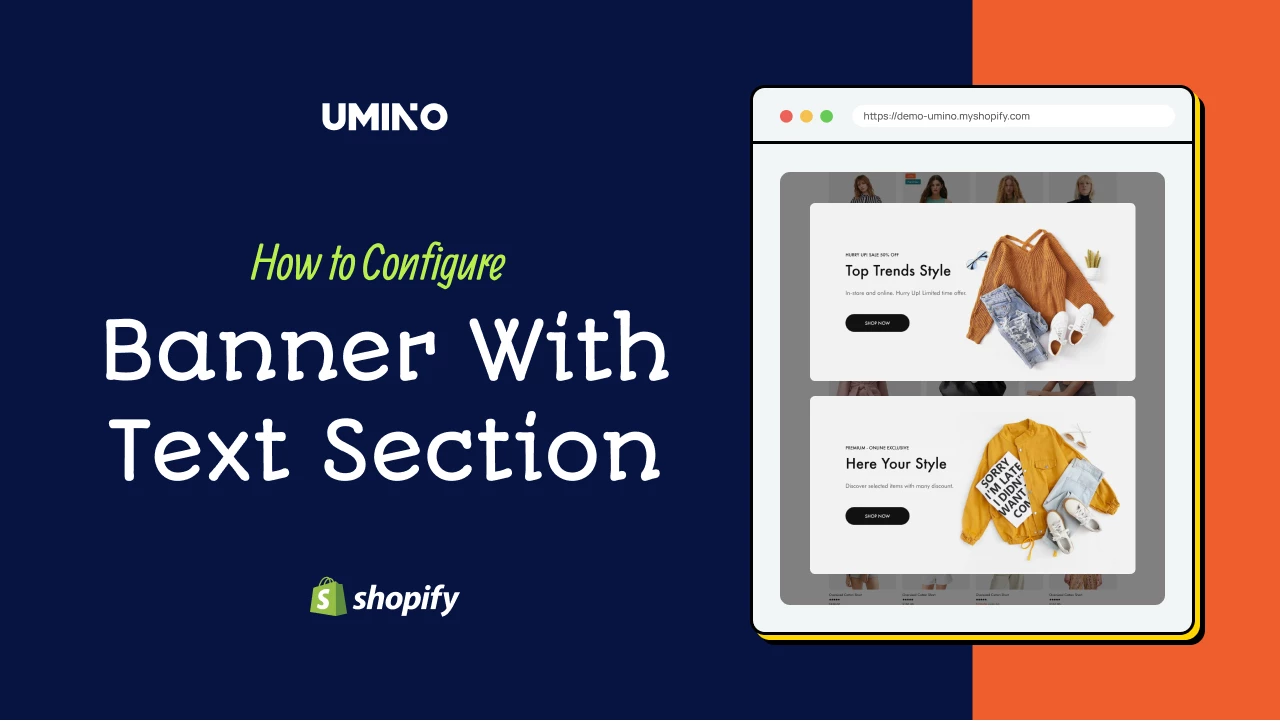 UMINO
How to Configure
Banner With
Text Section
shopify
https://demo-umino.myshopify.com
HURRY UP! SALE 50% OFF
Top Trends Style
In-store and online. Hurry Up! Limited time offer.
SHOP NOW
PREMIUM - ONLINE EXCLUSIVE
Here Your Style
Discover selected items with many discount.
SHOP NOW
SORRY
I'M LATE
I DIDN'T
WANT